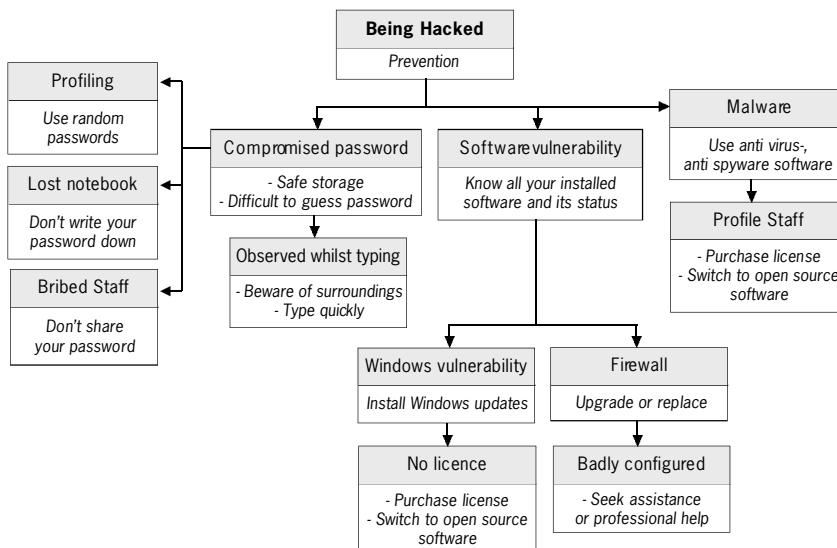 Being Hacked
Prevention
Profiling
Use random
passwords
Lost notebook
Don't write your
password down
Bribed Staff
Don't share
your password
Compromised password
- Safe storage
- Difficult to guess password
Observed whilst typing
- Beware of surroundings
- Type quickly
Softwarevulnerability
Know all your installed
software and its status
Malware
Use anti virus-,
anti spyware software
Profile Staff
- Purchase license
- Switch to open source
software
Windows vulnerability
Install Windows updates
Firewall
Upgrade or replace
No licence
- Purchase license
- Switch to open source
software
Badly configured
- Seek assistance
or professional help